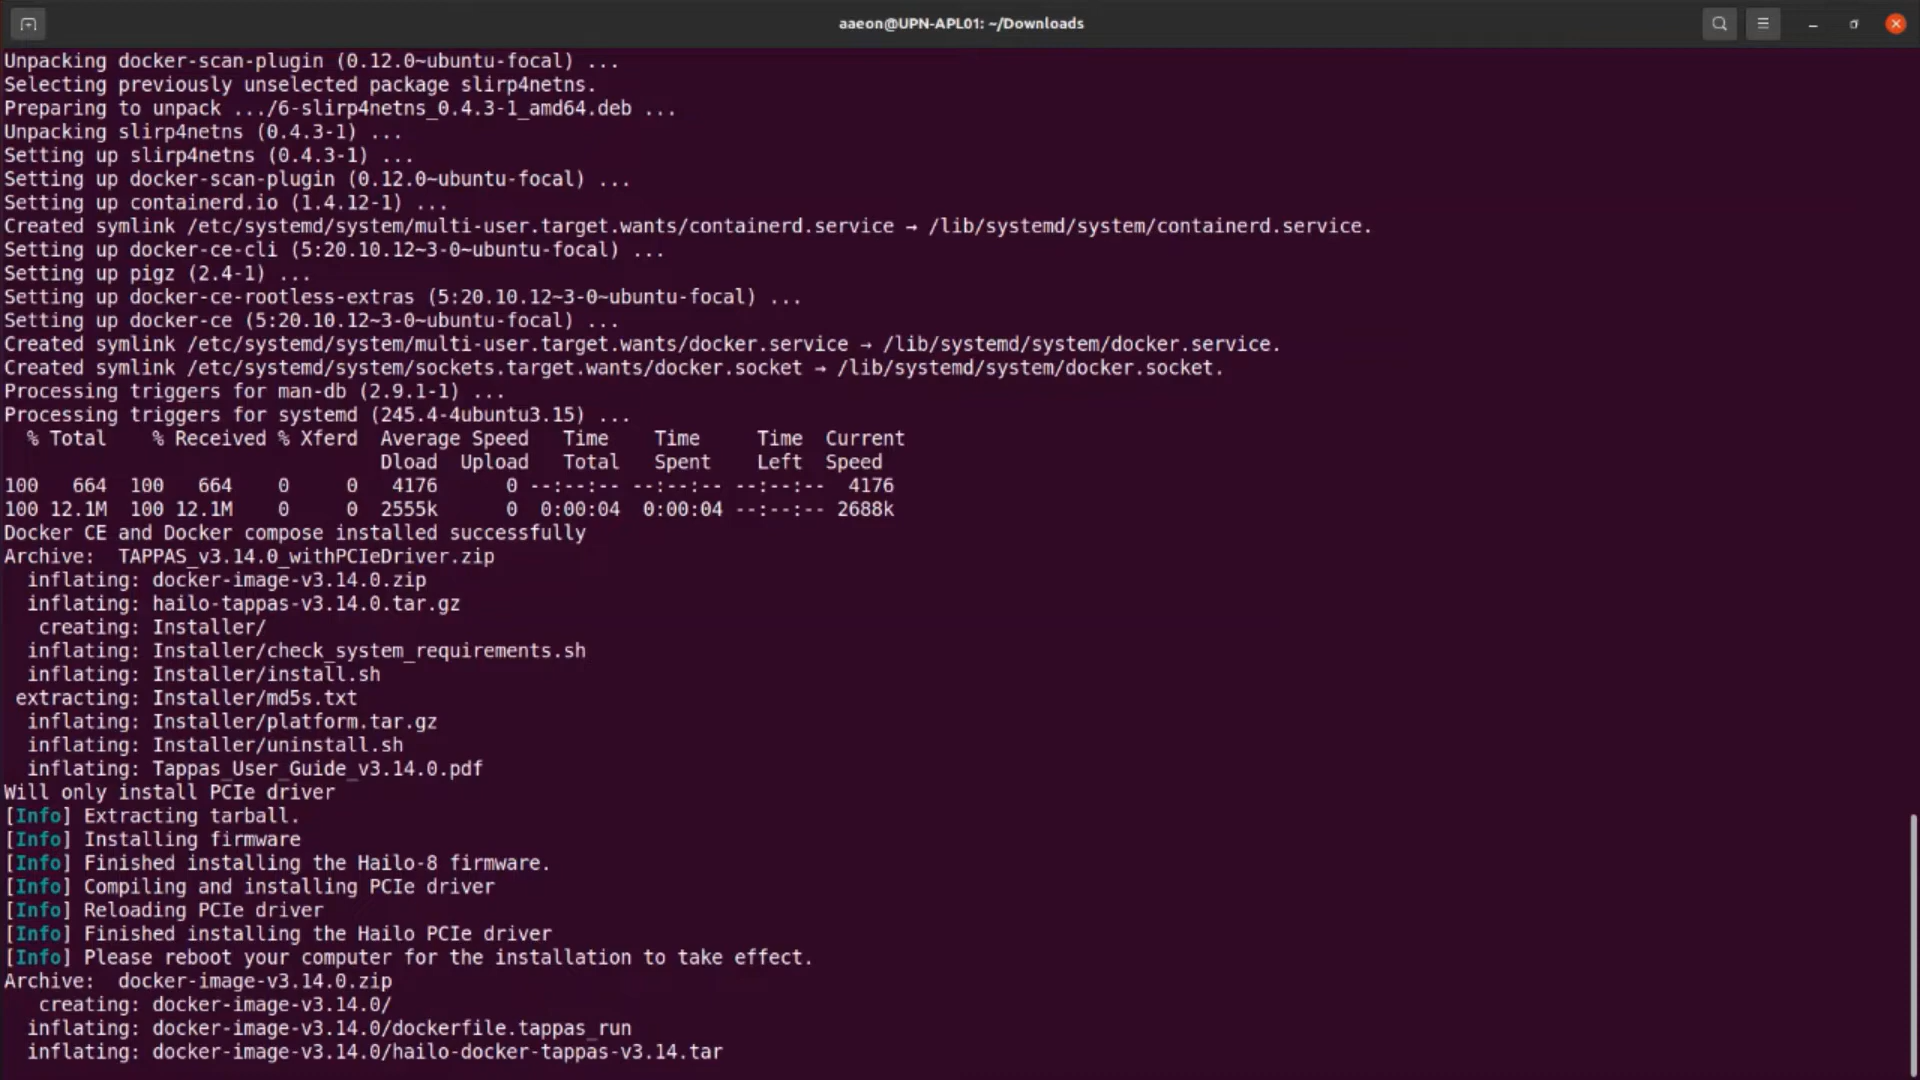 aaeon@UPN-APL01: ~/Downloads
Unpacking docker-scan-plugin (0.12.0~ubuntu-focal) ...
Selecting previously unselected package slirp4netns.
Preparing to unpack .../6-slirp4netns_0.4.3-1_amd64.deb ...
Unpacking slirp4netns (0.4.3-1) ...
Setting up slirp4netns (0.4.3-1) ...
Setting up docker-scan-plugin (0.12.0~ubuntu-focal) ...
Setting up containerd.io (1.4.12-1) ...
Created symlink /etc/systemd/system/multi-user.target.wants/containerd.service → /lib/systemd/system/containerd.service.
Setting up docker-ce-cli (5:20.10.12~3-0~ubuntu-focal) ...
Setting up pigz (2.4-1) ...
Setting up docker-ce-rootless-extras (5:20.10.12~3-0~ubuntu-focal) ...
Setting up docker-ce (5:20.10.12~3-0~ubuntu-focal) ...
Created symlink /etc/systemd/system/multi-user.target.wants/docker.service → /lib/systemd/system/docker.service.
Created symlink /etc/systemd/system/sockets.target.wants/docker.socket → /lib/systemd/system/docker.socket.
Processing triggers for man-db (2.9.1-1) ...
Processing triggers for systemd (245.4-4ubuntu3.15) ...
  % Total    % Received % Xferd  Average Speed   Time    Time     Time  Current
                                 Dload  Upload   Total   Spent    Left  Speed
100   664  100   664    0     0   4176      0 --:--:-- --:--:-- --:--:--  4176
100 12.1M  100 12.1M    0     0  2555k      0  0:00:04  0:00:04 --:--:-- 2688k
Docker CE and Docker compose installed successfully
Archive:  TAPPAS_v3.14.0_withPCIeDriver.zip
  inflating: docker-image-v3.14.0.zip
  inflating: hailo-tappas-v3.14.0.tar.gz
   creating: Installer/
  inflating: Installer/check_system_requirements.sh
  inflating: Installer/install.sh
 extracting: Installer/md5s.txt
  inflating: Installer/platform.tar.gz
  inflating: Installer/uninstall.sh
  inflating: Tappas_User_Guide_v3.14.0.pdf
Will only install PCIe driver
[Info] Extracting tarball.
[Info] Installing firmware
[Info] Finished installing the Hailo-8 firmware.
[Info] Compiling and installing PCIe driver
[Info] Reloading PCIe driver
[Info] Finished installing the Hailo PCIe driver
[Info] Please reboot your computer for the installation to take effect.
Archive:  docker-image-v3.14.0.zip
   creating: docker-image-v3.14.0/
  inflating: docker-image-v3.14.0/dockerfile.tappas_run
  inflating: docker-image-v3.14.0/hailo-docker-tappas-v3.14.tar